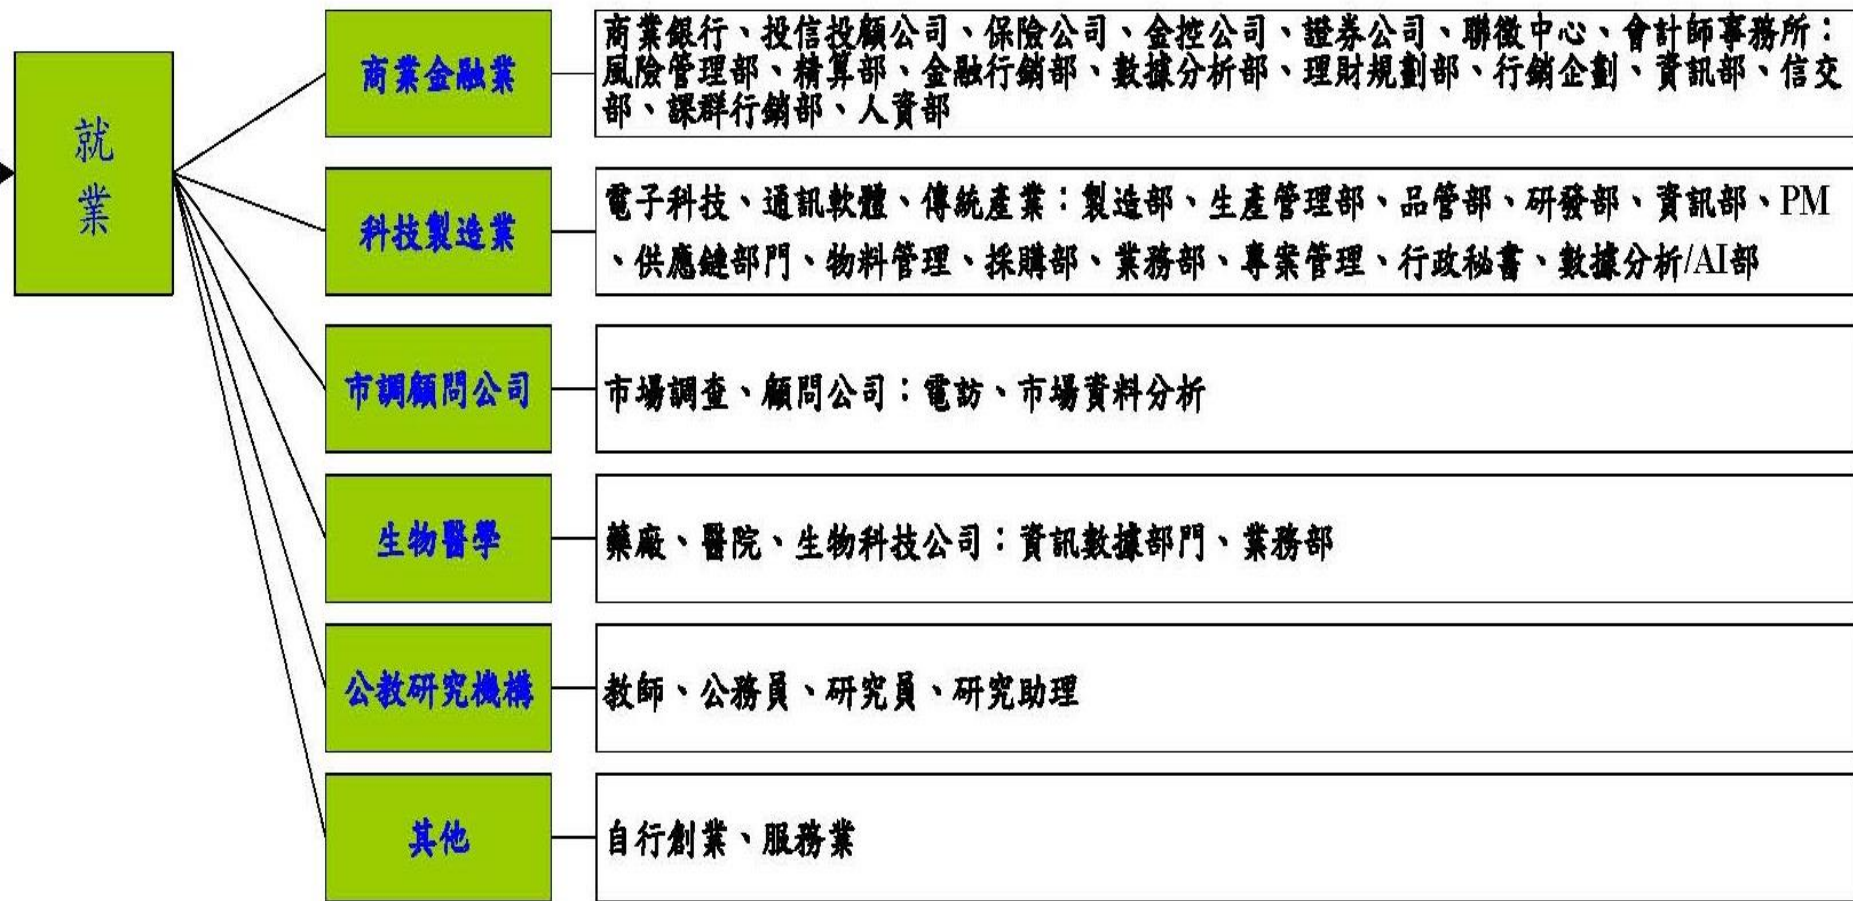 就
業
商業金融業
商業銀行、投信投顧公司、保險公司、金控公司、證券公司、聯徵中心、會計師事務所：
風險管理部、精算部、金融行銷部、數據分析部、理財規劃部、行銷企劃、資訊部、信交
部、課群行銷部、人資部
科技製造業
電子科技、通訊軟體、傳統產業：製造部、生產管理部、品管部、研發部、資訊部、PM
、供應鏈部門、物料管理、採購部、業務部、專案管理、行政秘書、數據分析/AI部
市調顧問公司
市場調查、顧問公司：電訪、市場資料分析
生物醫學
藥廠、醫院、生物科技公司：資訊數據部門、業務部
公教研究機構
教師、公務員、研究員、研究助理
其他
自行創業、服務業